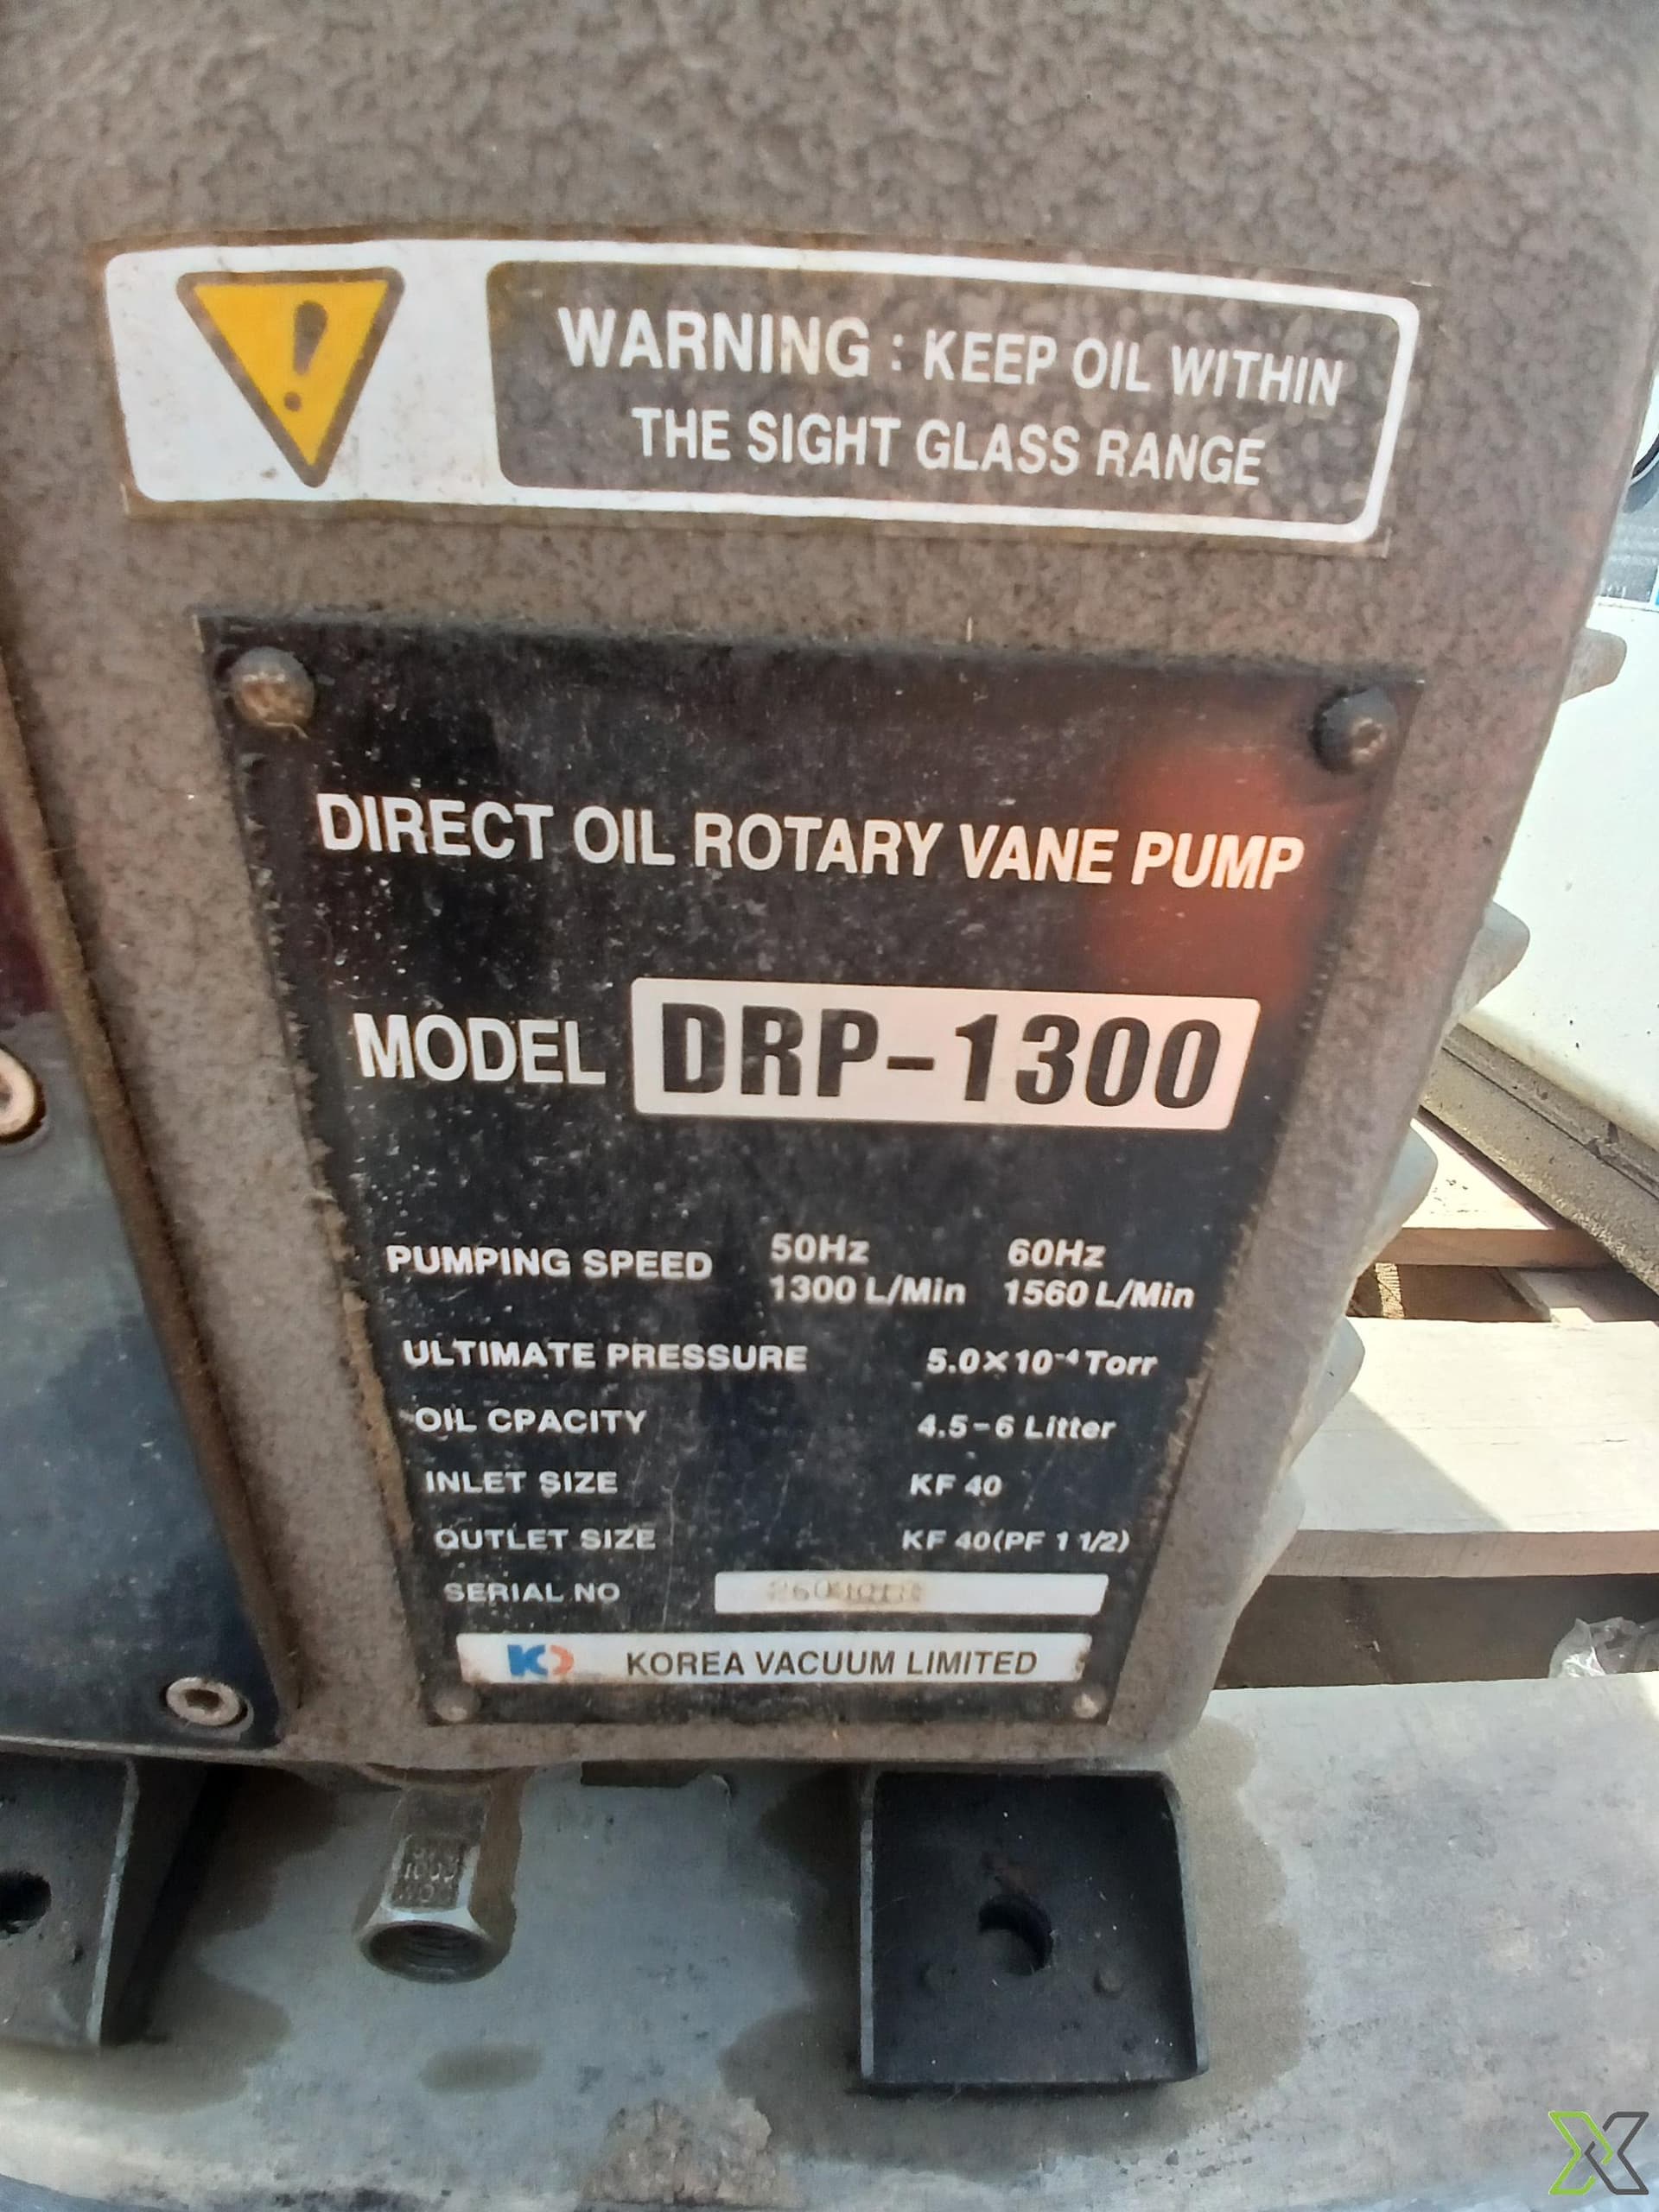 WARNING : KEEP OIL WITHIN
THE SIGHT GLASS RANGE
DIRECT OIL ROTARY VANE PUMP
MODEL DRP-1300
PUMPING SPEED 50Hz 60Hz
1300 L/Min 1560 L/Min
ULTIMATE PRESSURE 5.0×10⁻⁴ Torr
OIL CPACITY 4.5-6 Litter
INLET SIZE KF 40
OUTLET SIZE KF 40(PF 1 1/2)
SERIAL NO
KOREA VACUUM LIMITED